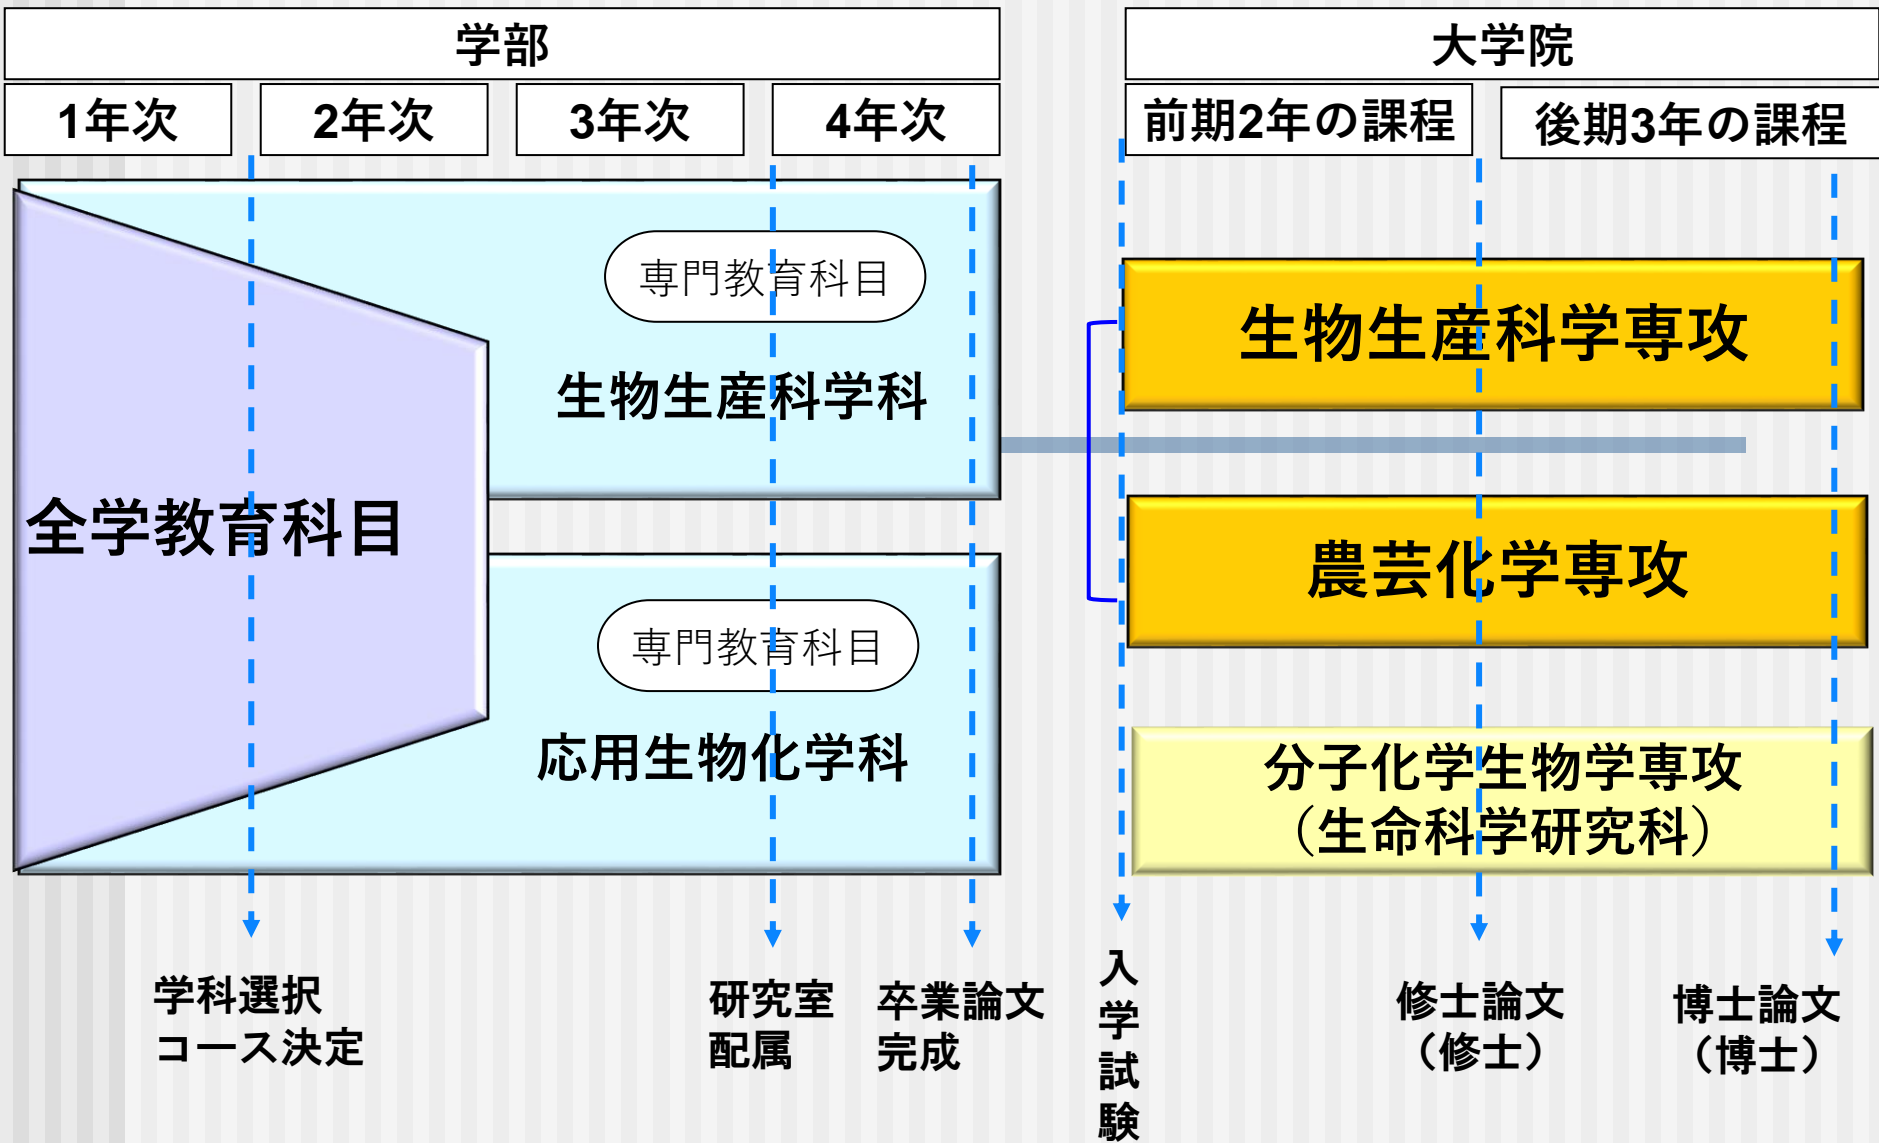 学部
大学院
1年次
2年次
3年次
4年次
前期2年の課程
後期3年の課程
専門教育科目
生物生産科学科
全学教育科目
専門教育科目
応用生物化学科
生物生産科学専攻
農芸化学専攻
分子化学生物学専攻
（生命科学研究科）
学科選択
コース決定
研究室
配属
卒業論文
完成
入学試験
修士論文
（修士）
博士論文
（博士）